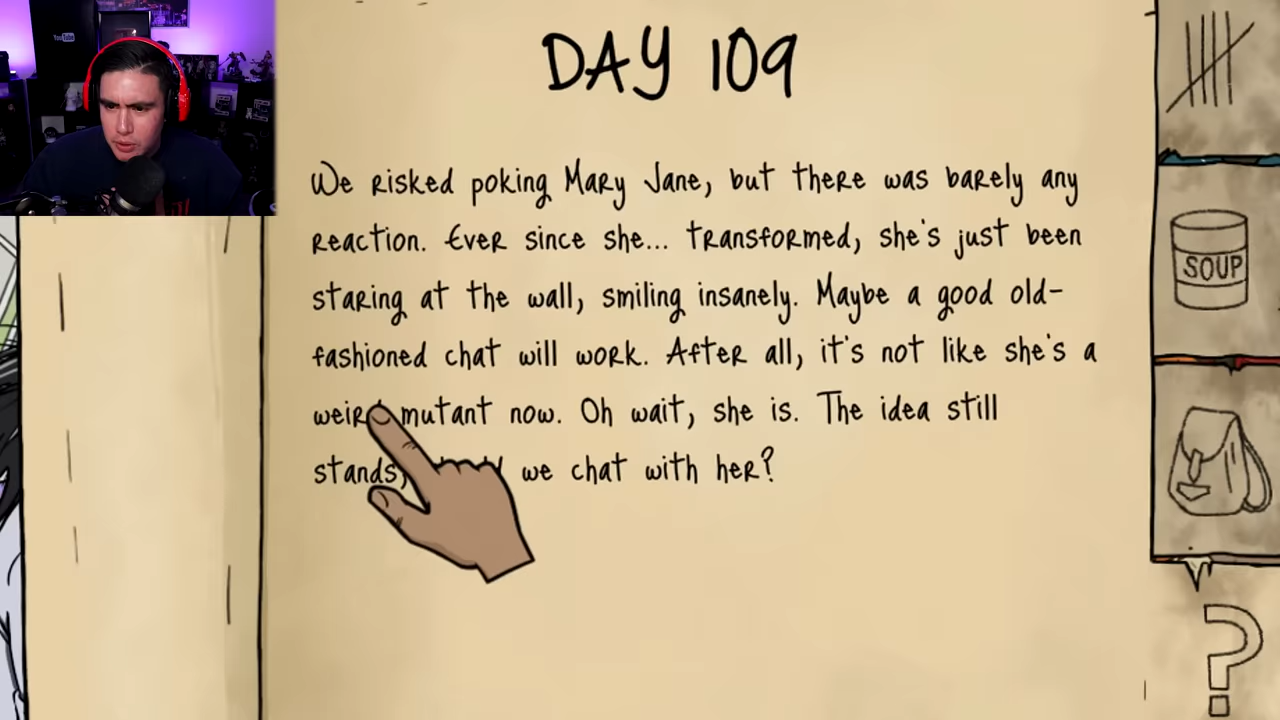 DAY 109
We risked poking Mary Jane, but there was barely any
reaction. Ever since she... transformed, she's just been
staring at the wall, smiling insanely. Maybe a good old-
fashioned chat will work. After all, it's not like she's a
weird mutant now. Oh wait, she is. The idea still
stands, we chat with her?
SOUP
?
YouTube